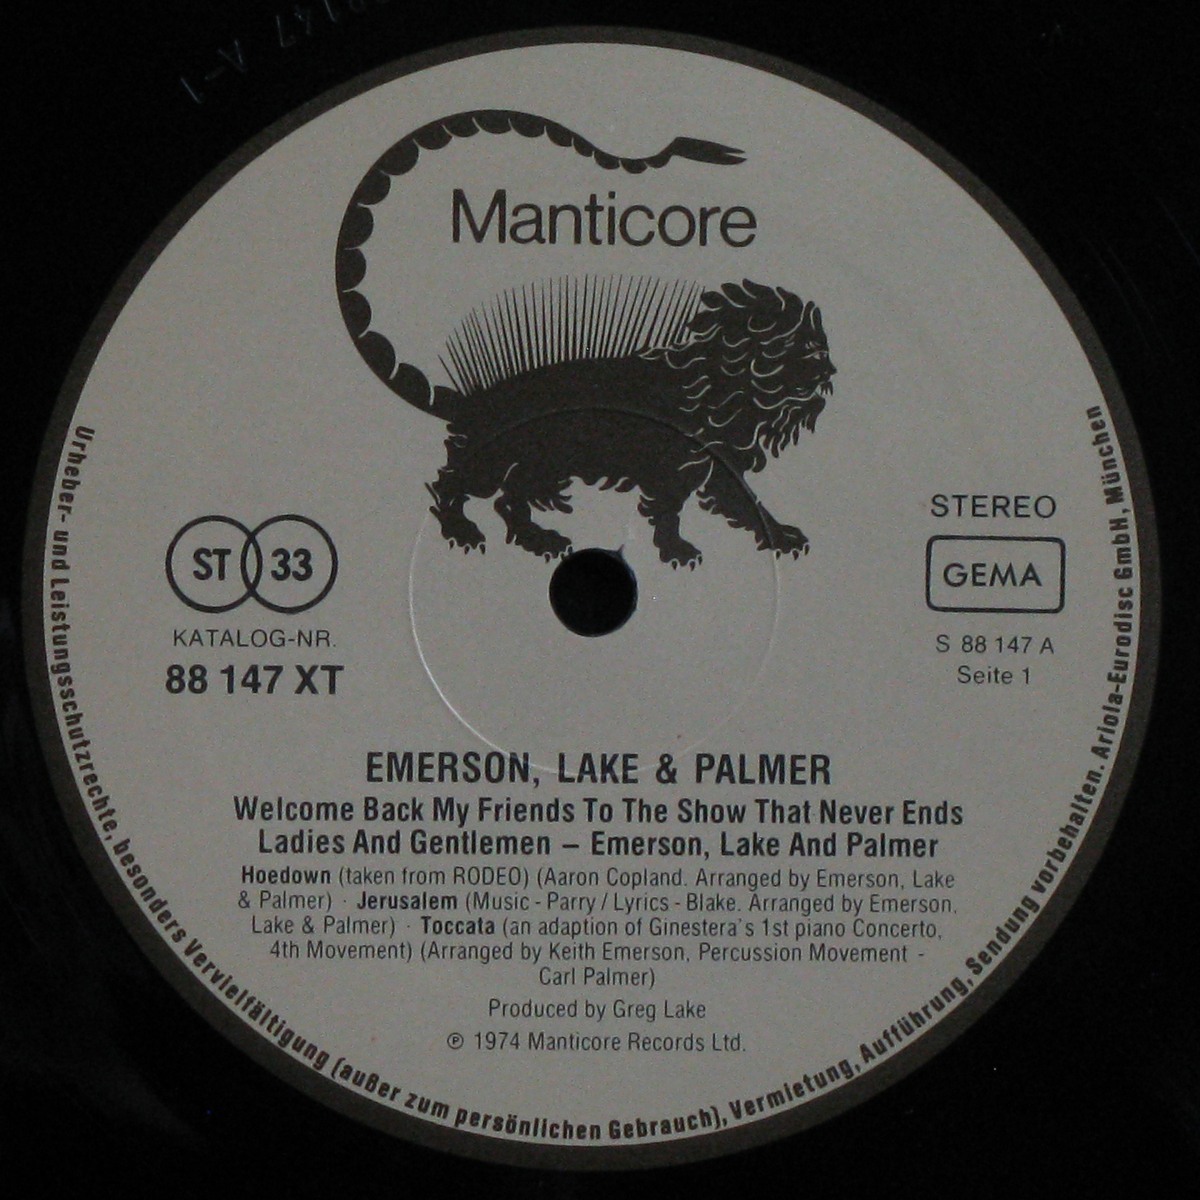 Manticore
ST 33
KATALOG-NR.
88 147 XT
STEREO
GEMA
S 88 147 A
Seite 1
EMERSON, LAKE & PALMER
Welcome Back My Friends To The Show That Never Ends
Ladies And Gentlemen – Emerson, Lake And Palmer
Hoedown (taken from RODEO) (Aaron Copland. Arranged by Emerson, Lake
& Palmer) · Jerusalem (Music - Parry / Lyrics - Blake. Arranged by Emerson,
Lake & Palmer) · Toccata (an adaption of Ginestera's 1st piano Concerto,
4th Movement) (Arranged by Keith Emerson, Percussion Movement -
Carl Palmer)
Produced by Greg Lake
℗ 1974 Manticore Records Ltd.
Urheber- und Leistungsschutzrechte, besonders Vervielfältigung (außer zum persönlichen Gebrauch), Vermietung, Aufführung, Sendung vorbehalten. Ariola-Eurodisc GmbH, München